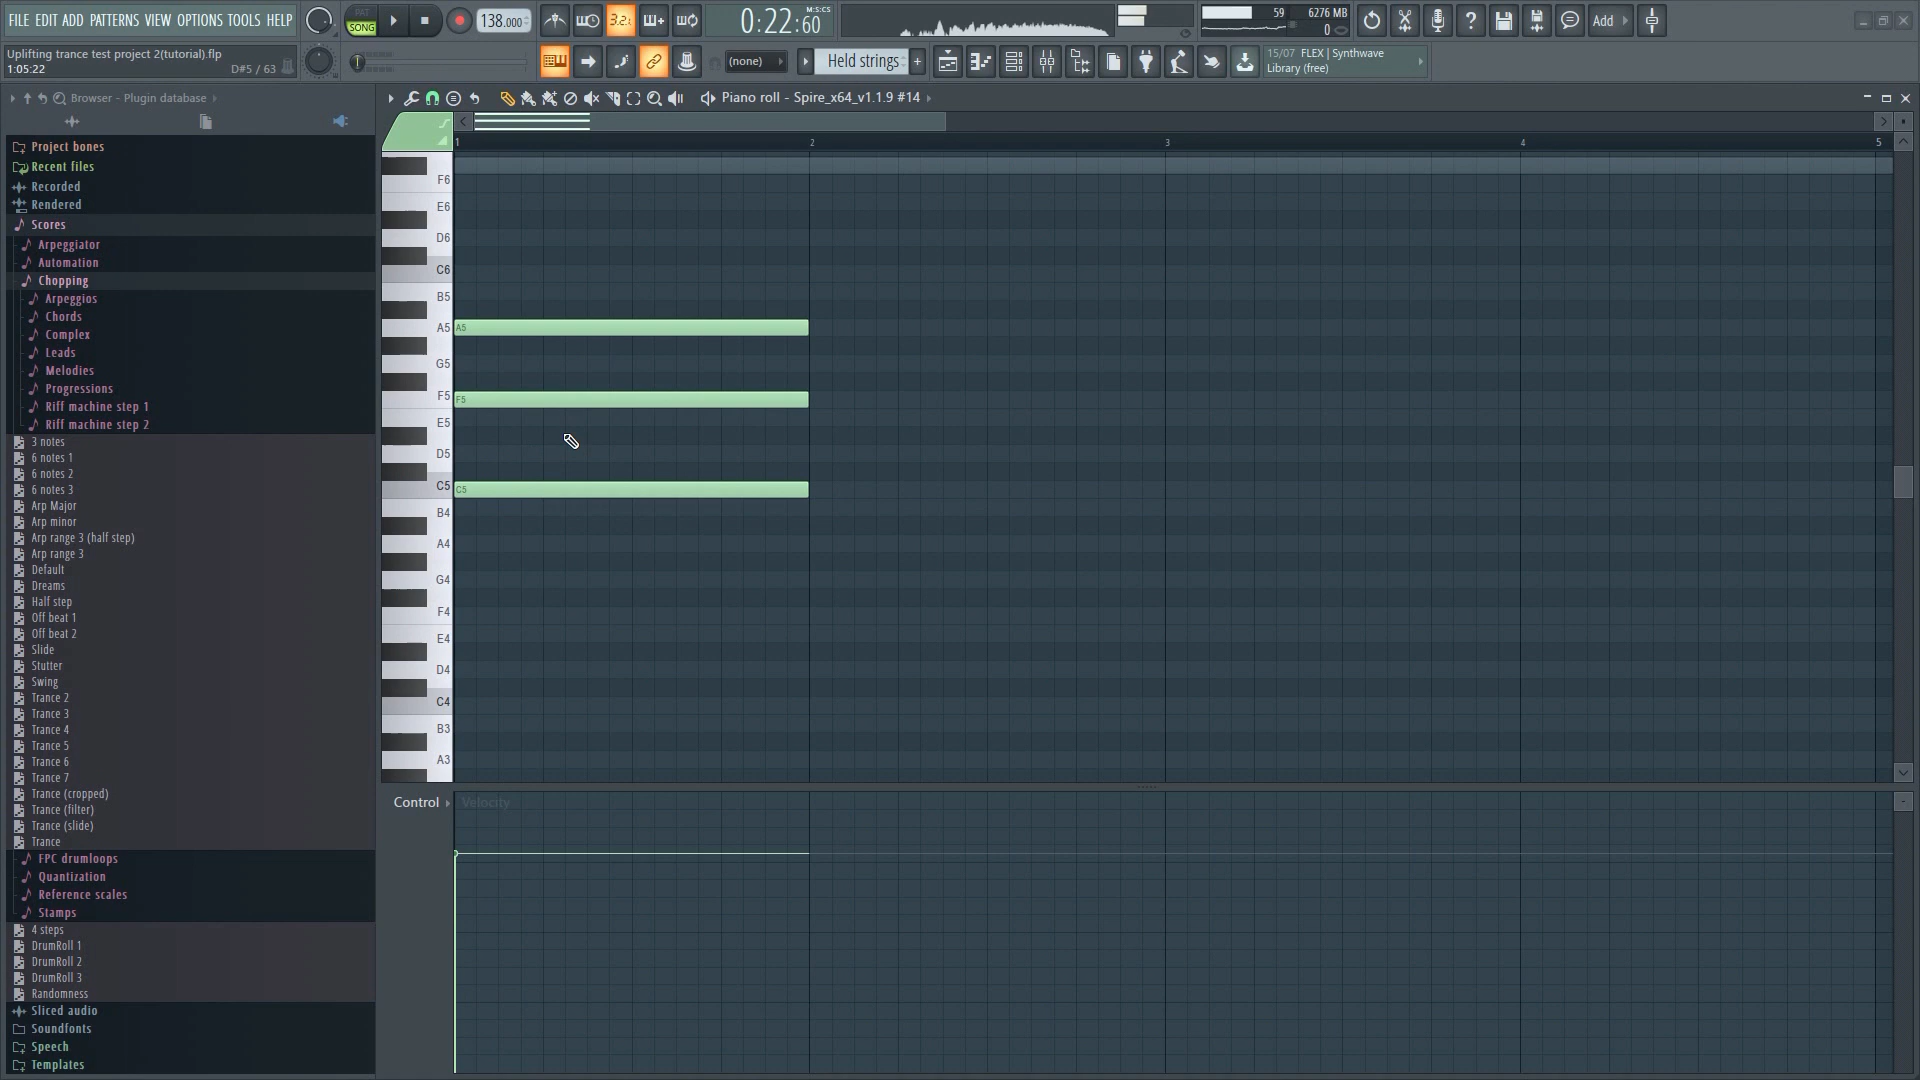 FILE EDIT ADD PATTERNS VIEW OPTIONS TOOLS HELP
PAT
SONG
138.000
3.2.
0:22:60
M:S:CS
59
6276 MB
0
Add
Uplifting trance test project 2(tutorial).flp
1:05:22
D#5 / 63
(none)
Held strings
15/07 FLEX | Synthwave
Library (free)
Browser - Plugin database
Piano roll - Spire_x64_v1.1.9 #14
Project bones
Recent files
Recorded
Rendered
Scores
Arpeggiator
Automation
Chopping
Arpeggios
Chords
Complex
Leads
Melodies
Progressions
Riff machine step 1
Riff machine step 2
3 notes
6 notes 1
6 notes 2
6 notes 3
Arp Major
Arp minor
Arp range 3 (half step)
Arp range 3
Default
Dreams
Half step
Off beat 1
Off beat 2
Slide
Stutter
Swing
Trance 2
Trance 3
Trance 4
Trance 5
Trance 6
Trance 7
Trance (cropped)
Trance (filter)
Trance (slide)
Trance
FPC drumloops
Quantization
Reference scales
Stamps
4 steps
DrumRoll 1
DrumRoll 2
DrumRoll 3
Randomness
Sliced audio
Soundfonts
Speech
Templates
1 2 3 4 5
F6
E6
D6
C6
B5
A5 A5
G5
F5 F5
E5
D5
C5 C5
B4
A4
G4
F4
E4
D4
C4
B3
A3
Control Velocity